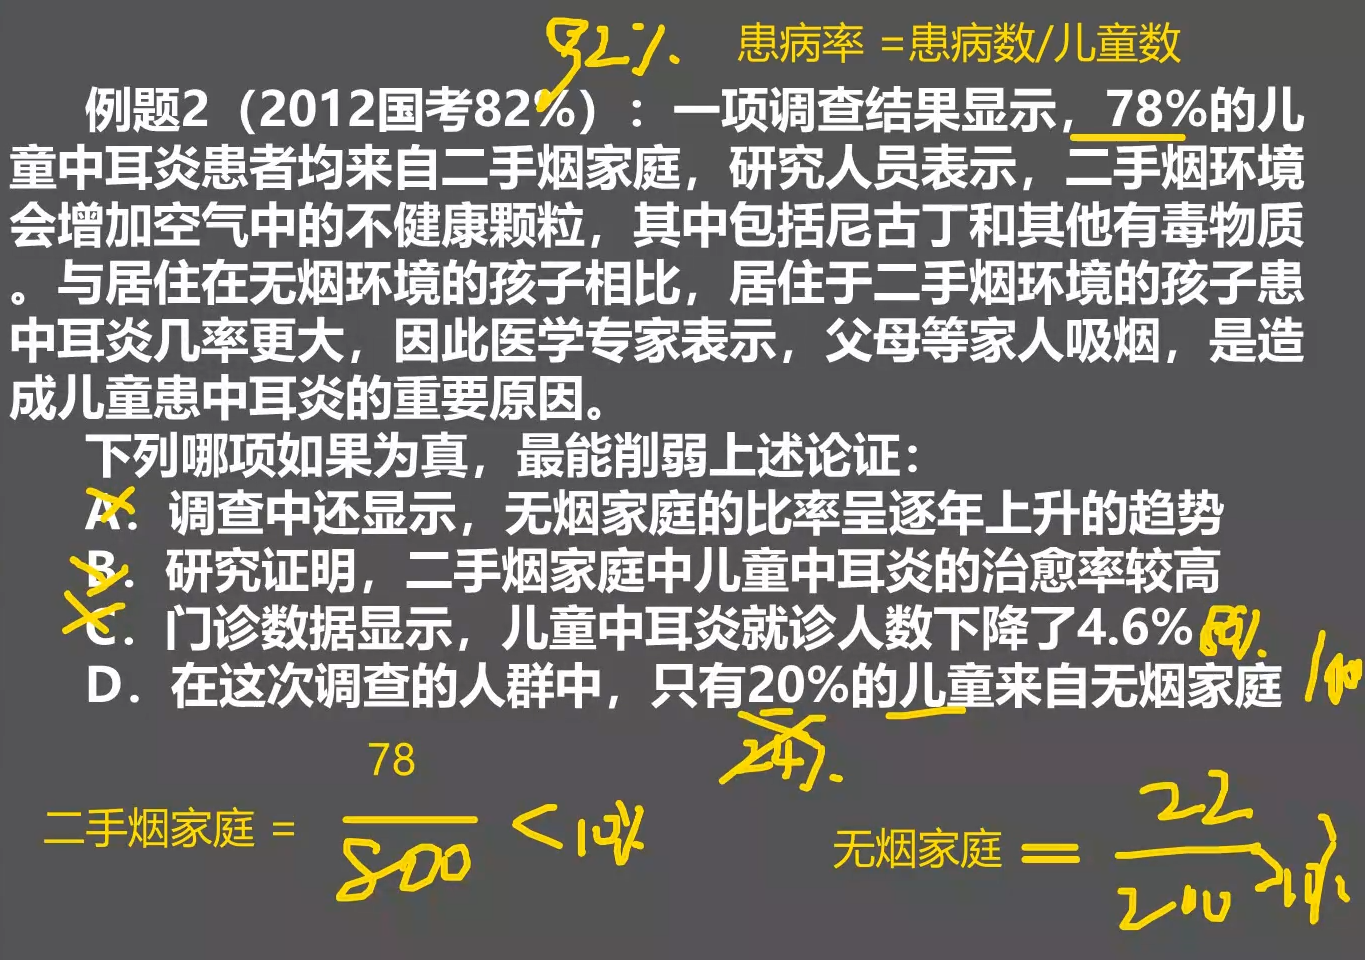 92%.
患病率 =患病数/儿童数
例题2（2012国考82%）：一项调查结果显示，78%的儿
童中耳炎患者均来自二手烟家庭，研究人员表示，二手烟环境
会增加空气中的不健康颗粒，其中包括尼古丁和其他有毒物质
。与居住在无烟环境的孩子相比，居住于二手烟环境的孩子患
中耳炎几率更大，因此医学专家表示，父母等家人吸烟，是造
成儿童患中耳炎的重要原因。
下列哪项如果为真，最能削弱上述论证：
A．调查中还显示，无烟家庭的比率呈逐年上升的趋势
B．研究证明，二手烟家庭中儿童中耳炎的治愈率较高
C．门诊数据显示，儿童中耳炎就诊人数下降了4.6%
D．在这次调查的人群中，只有20%的儿童来自无烟家庭
78
二手烟家庭 = 800 < 10%
22
无烟家庭 = 200 > 10%